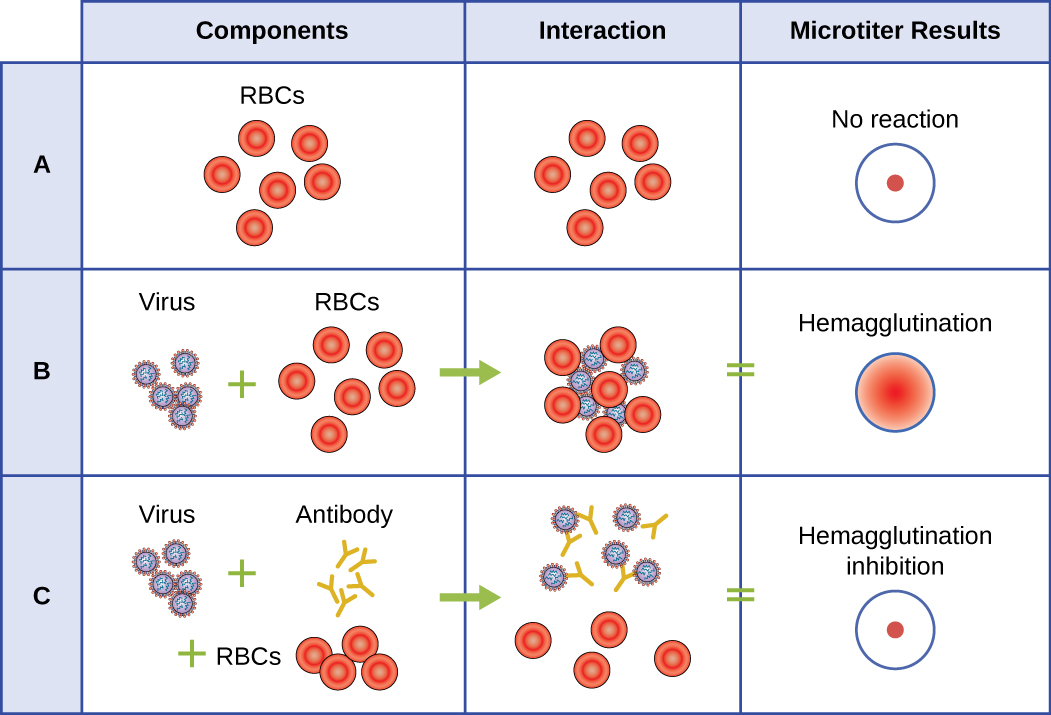 Components
Interaction
Microtiter Results
A
RBCs
No reaction
B
Virus
RBCs
+
=
Hemagglutination
C
Virus
Antibody
+
+ RBCs
=
Hemagglutination
inhibition